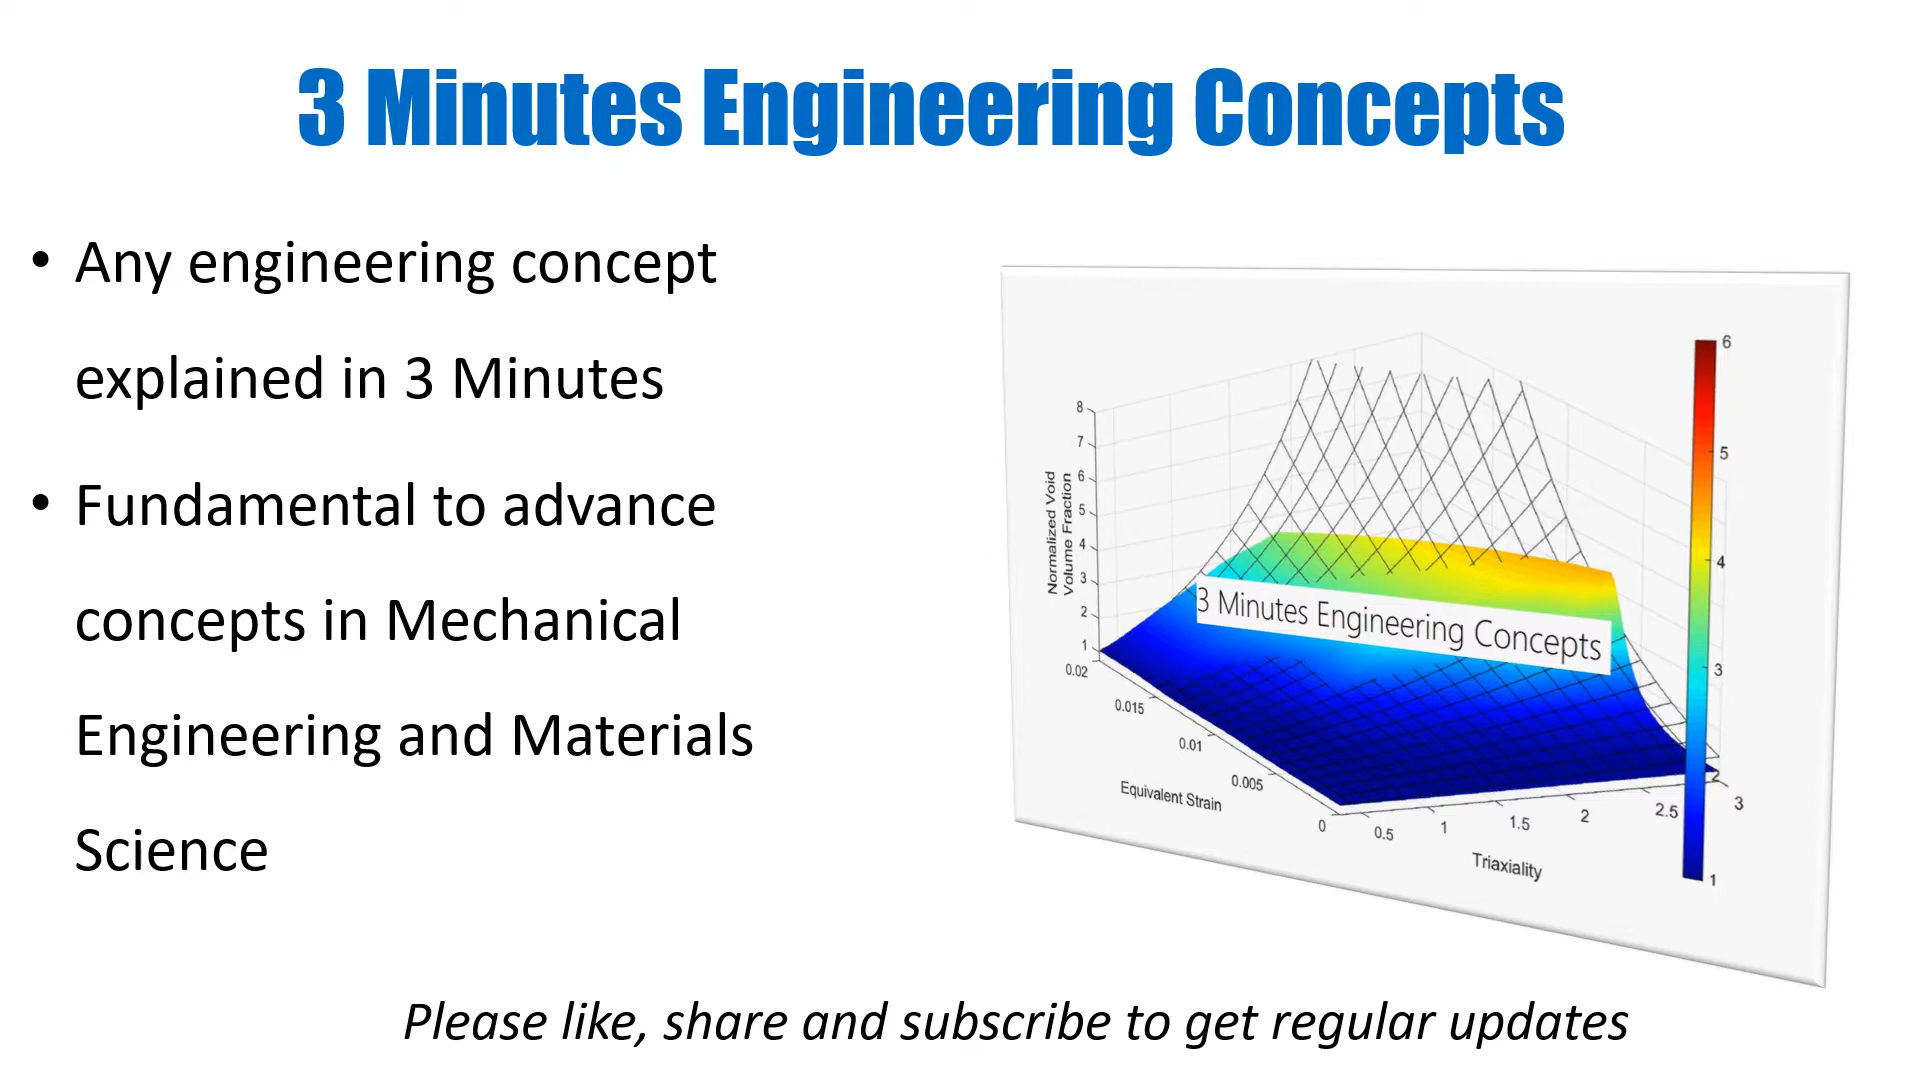 3 Minutes Engineering Concepts
• Any engineering concept
explained in 3 Minutes
• Fundamental to advance
concepts in Mechanical
Engineering and Materials
Science
Normalized Void
Volume Fraction
8
7
6
5
4
3
2
1
0.02
0.015
0.01
0.005
0
Equivalent Strain
0.5
1
1.5
2
2.5
3
Triaxiality
3 Minutes Engineering Concepts
6
5
4
3
2
1
Please like, share and subscribe to get regular updates